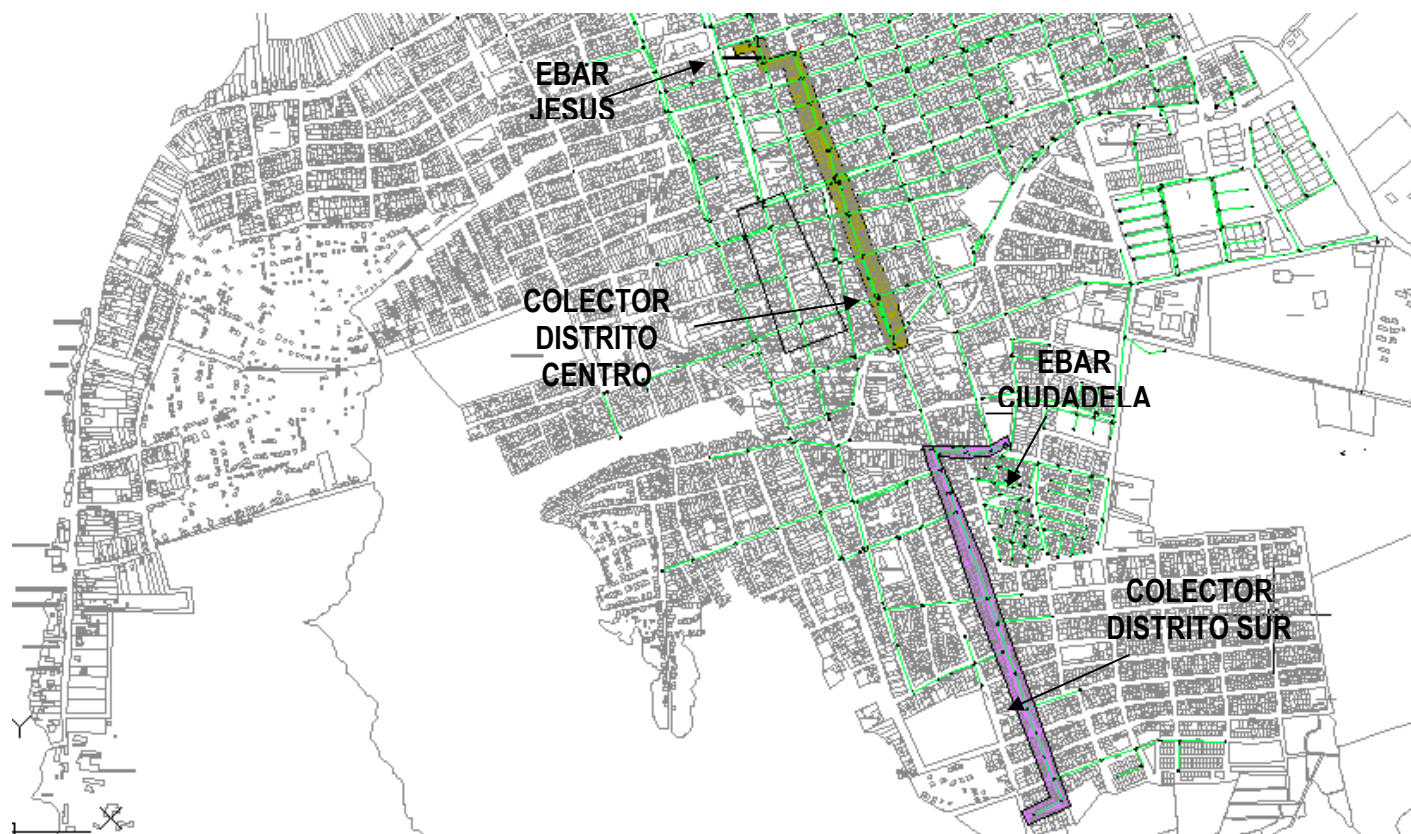 EBAR
JESUS
COLECTOR
DISTRITO
CENTRO
EBAR
CIUDADELA
COLECTOR
DISTRITO SUR
Y
X